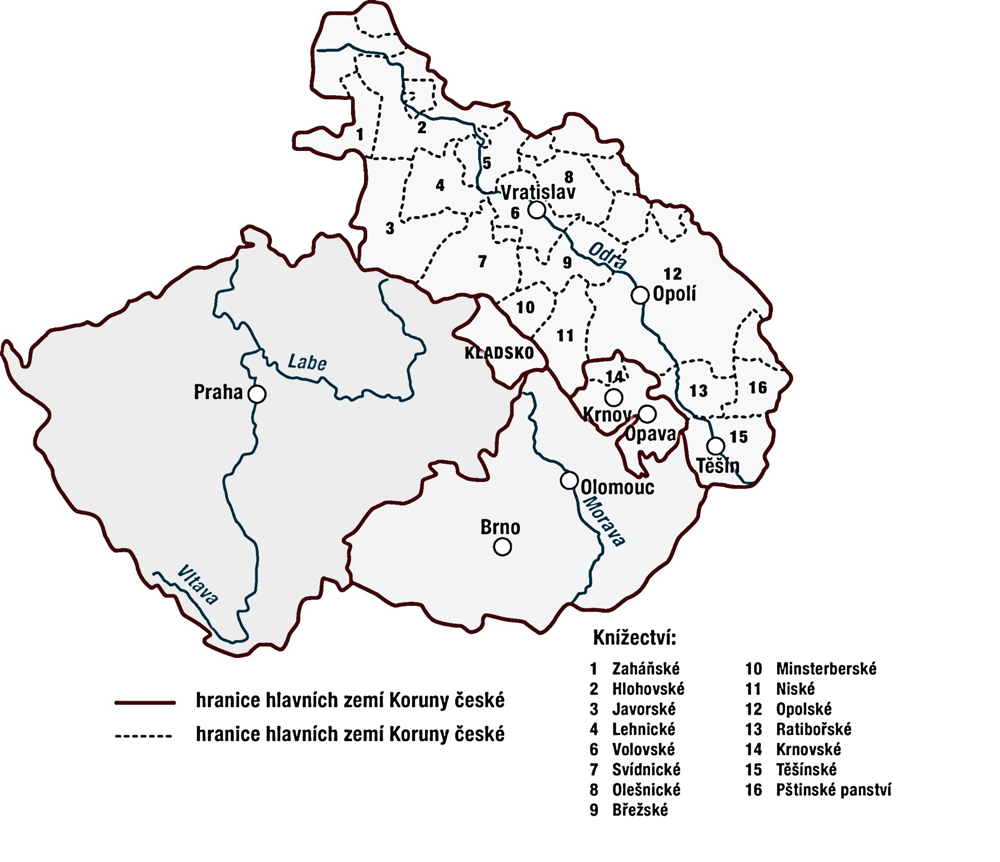 1
2
5
4
8
Vratislav
6
3
7
9
Odra
12
Opolí
10
11
KLADSKO
Labe
14
13
16
Praha
Krnov
Opava
15
Těšín
Olomouc
Morava
Brno
Vltava
Knížectví:
1 Zaháňské
2 Hlohovské
3 Javorské
4 Lehnické
6 Volovské
7 Svídnické
8 Olešnické
9 Břežské
10 Minsterberské
11 Niské
12 Opolské
13 Ratibořské
14 Krnovské
15 Těšínské
16 Pštinské panství
hranice hlavních zemí Koruny české
hranice hlavních zemí Koruny české